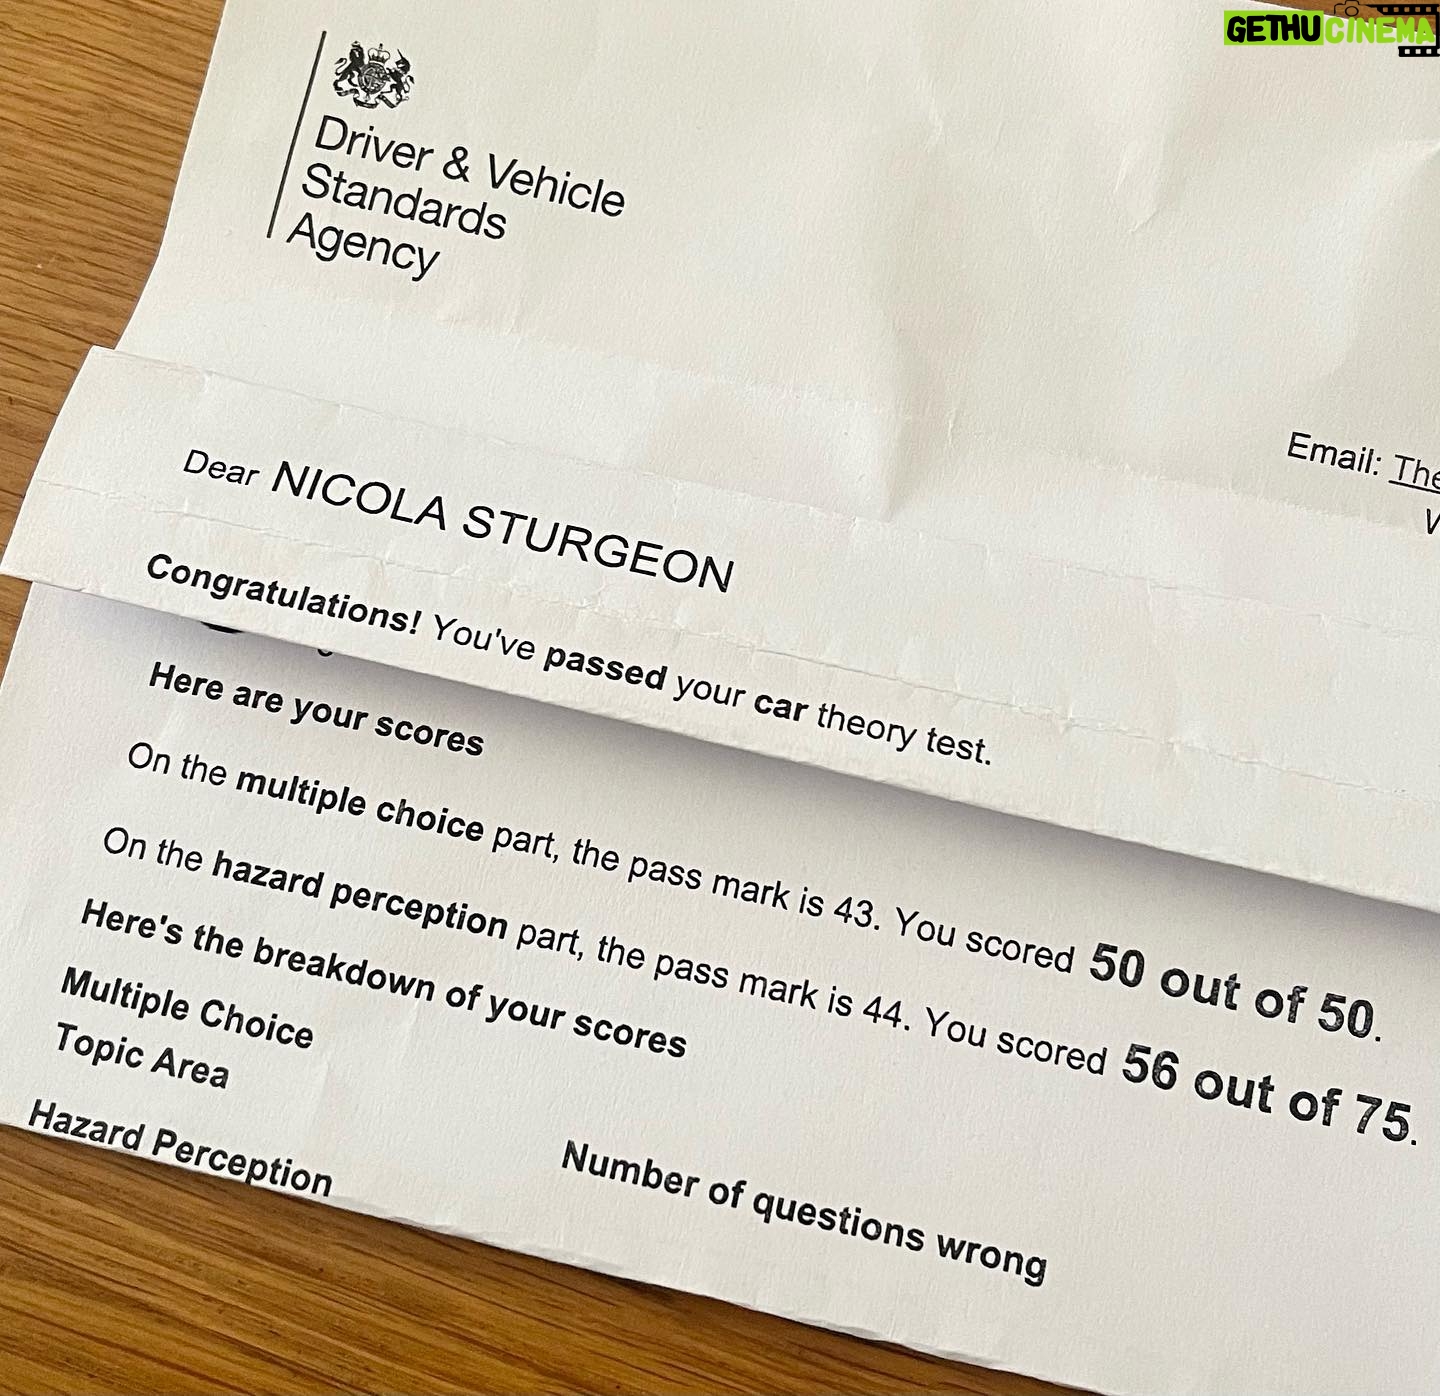 GETHUCINEMA
Driver & Vehicle
Standards
Agency
Email: The
Dear NICOLA STURGEON
Congratulations! You've passed your car theory test.
Here are your scores
On the multiple choice part, the pass mark is 43. You scored 50 out of 50.
On the hazard perception part, the pass mark is 44. You scored 56 out of 75.
Here's the breakdown of your scores
Multiple Choice
Topic Area
Number of questions wrong
Hazard Perception